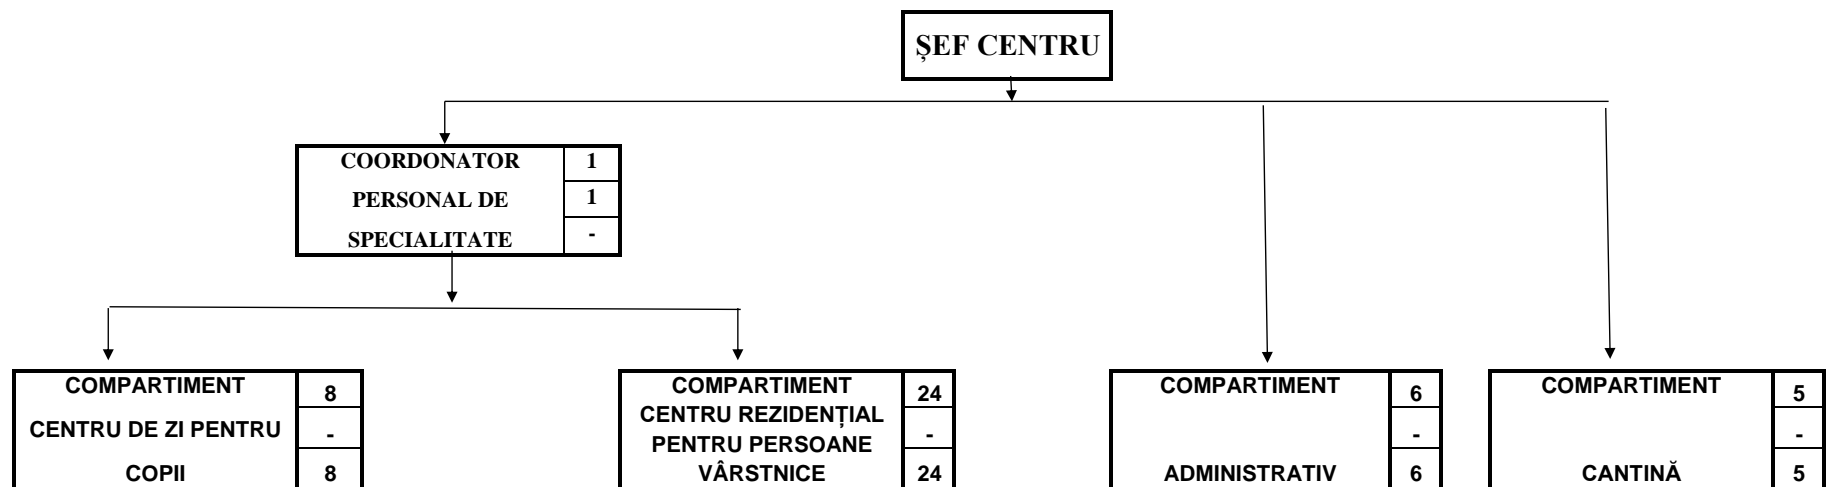 ȘEF CENTRU
COORDONATOR 1
PERSONAL DE 1
SPECIALITATE -
COMPARTIMENT 8
CENTRU DE ZI PENTRU -
COPII 8
COMPARTIMENT 24
CENTRU REZIDENȚIAL
PENTRU PERSOANE -
VÂRSTNICE 24
COMPARTIMENT 6
-
ADMINISTRATIV 6
COMPARTIMENT 5
-
CANTINĂ 5